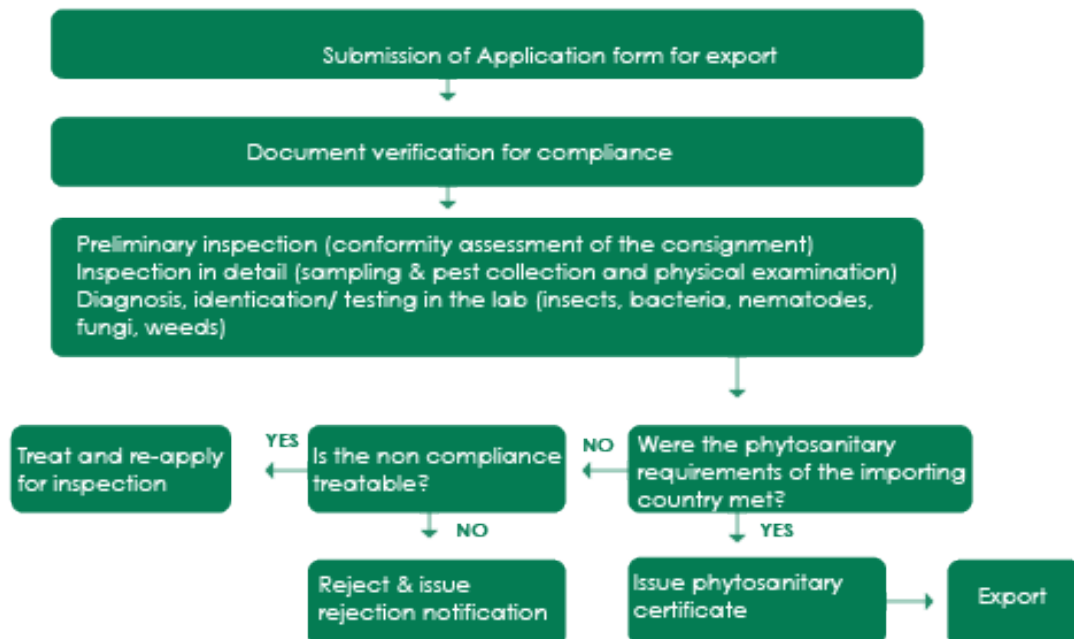 Submission of Application form for export
Document verification for compliance
Preliminary inspection (conformity assessment of the consignment)
Inspection in detail (sampling & pest collection and physical examination)
Diagnosis, identication/ testing in the lab (insects, bacteria, nematodes,
fungi, weeds)
Treat and re-apply
for inspection
YES
Is the non compliance
treatable?
NO
Were the phytosanitary
requirements of the importing
country met?
NO
YES
Reject & issue
rejection notification
Issue phytosanitary
certificate
Export